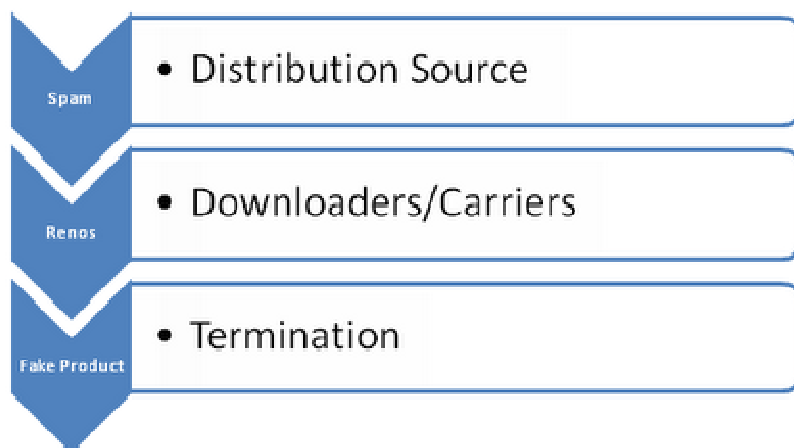 Spam
• Distribution Source
Renos
• Downloaders/Carriers
Fake Product
• Termination